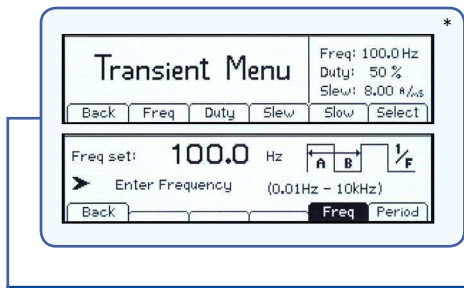 *
Transient Menu
Freq: 100.0 Hz
Duty: 50 %
Slew: 8.00 A/ms
Back Freq Duty Slew Slow Select
Freq set: 100.0 Hz
A B 1/F
Enter Frequency (0.01Hz - 10kHz)
Back Freq Period